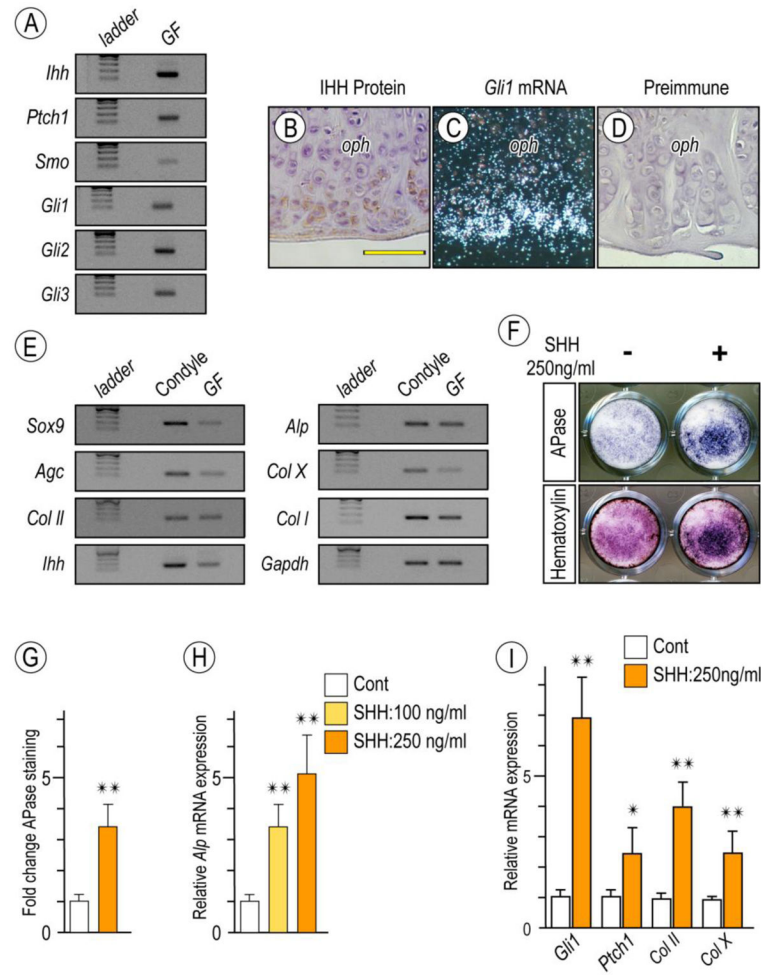 A
ladder
GF
Ihh
Ptch1
Smo
Gli1
Gli2
Gli3
IHH Protein
Gli1 mRNA
Preimmune
B
oph
C
oph
D
oph
E
ladder
Condyle
GF
Sox9
Agc
Col II
Ihh
ladder
Condyle
GF
Alp
Col X
Col I
Gapdh
F
SHH
250ng/ml
- +
APase
Hematoxylin
G
Fold change APase staining
5
0
**
H
Cont
SHH:100 ng/ml
SHH:250 ng/ml
Relative Alp mRNA expression
5
0
**
**
I
Cont
SHH:250ng/ml
Relative mRNA expression
5
0
**
*
**
**
Gli1
Ptch1
Col II
Col X